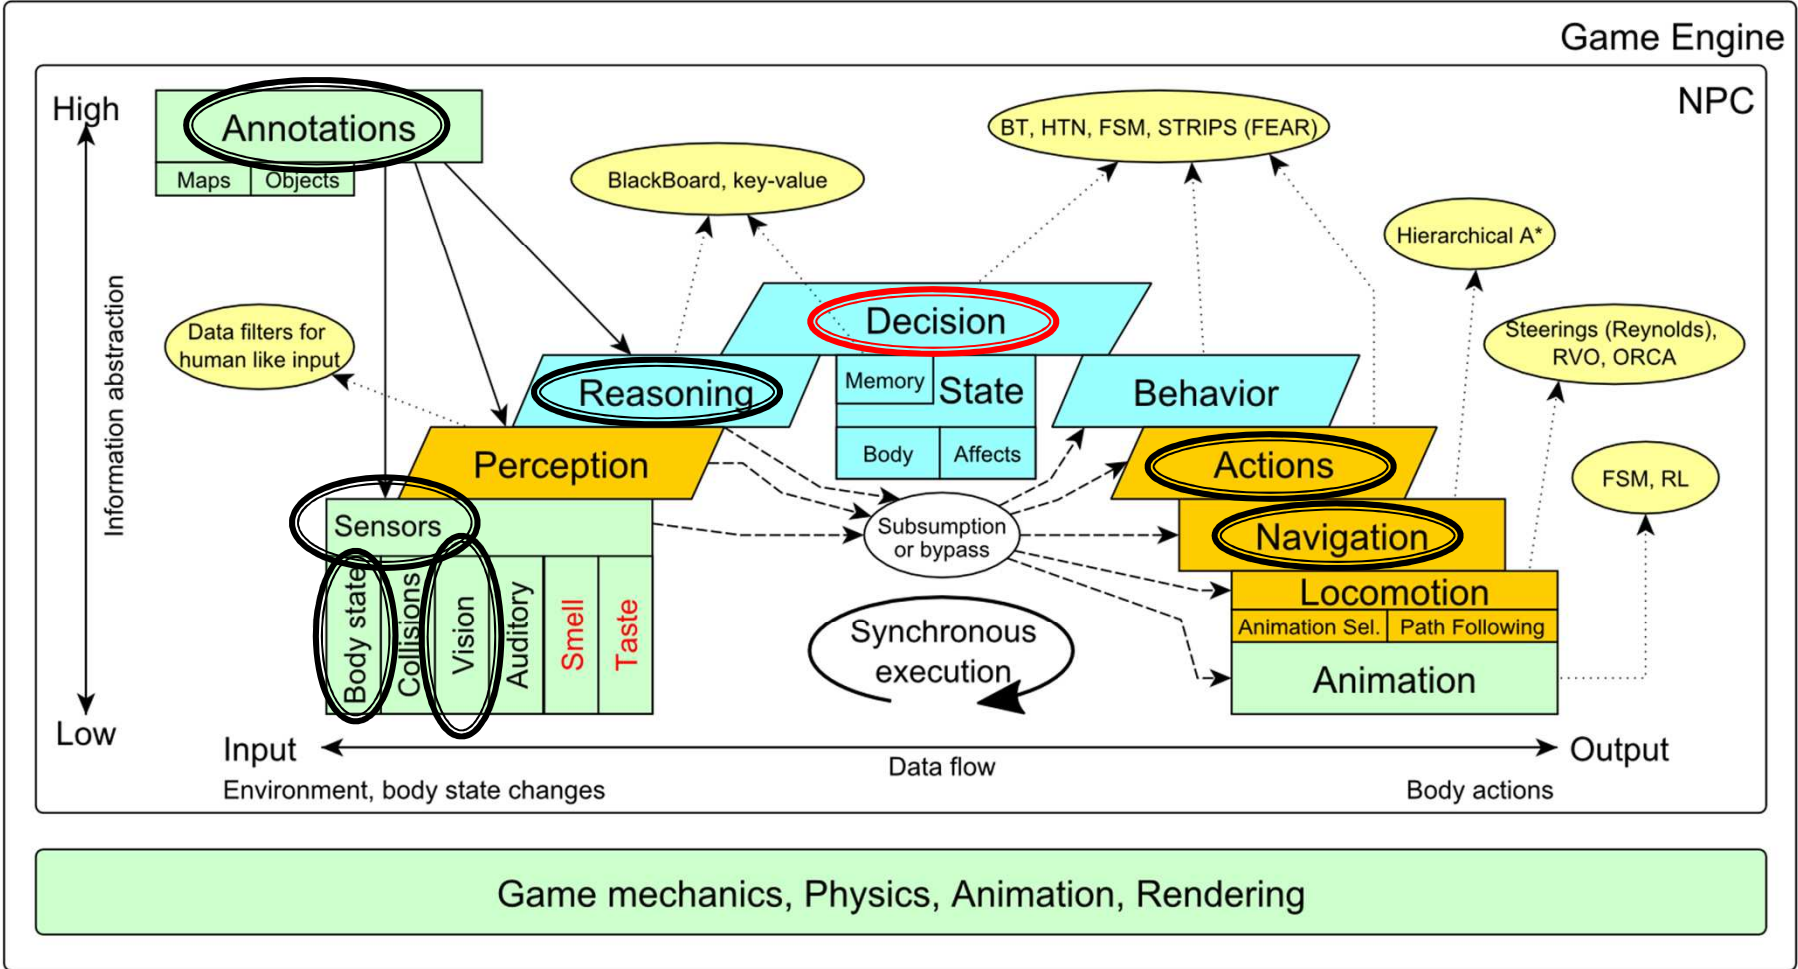 Game Engine
NPC
High
Annotations
Maps
Objects
BlackBoard, key-value
BT, HTN, FSM, STRIPS (FEAR)
Hierarchical A*
Information abstraction
Data filters for
human like input
Decision
Steerings (Reynolds),
RVO, ORCA
Reasoning
Memory
State
Behavior
Body
Affects
Perception
Actions
FSM, RL
Sensors
Subsumption
or bypass
Navigation
Body state
Collisions
Vision
Auditory
Smell
Taste
Locomotion
Animation Sel.
Path Following
Synchronous
execution
Animation
Low
Input
Data flow
Output
Environment, body state changes
Body actions
Game mechanics, Physics, Animation, Rendering